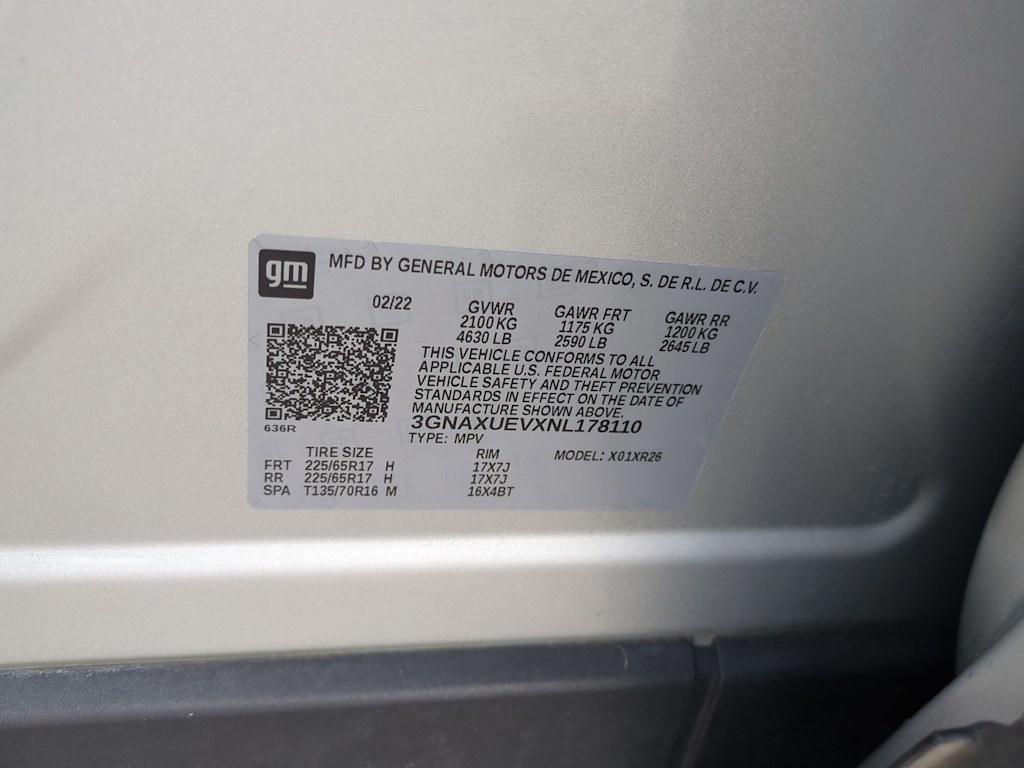 gm MFD BY GENERAL MOTORS DE MEXICO, S. DE R.L. DE C.V.
02/22 GVWR GAWR FRT GAWR RR
2100 KG 1175 KG 1200 KG
4630 LB 2590 LB 2645 LB
THIS VEHICLE CONFORMS TO ALL
APPLICABLE U.S. FEDERAL MOTOR
VEHICLE SAFETY AND THEFT PREVENTION
STANDARDS IN EFFECT ON THE DATE OF
MANUFACTURE SHOWN ABOVE.
636R 3GNAXUEVXNL178110
TYPE: MPV
TIRE SIZE RIM MODEL: X01XR26
FRT 225/65R17 H 17X7J
RR 225/65R17 H 17X7J
SPA T135/70R16 M 16X4BT